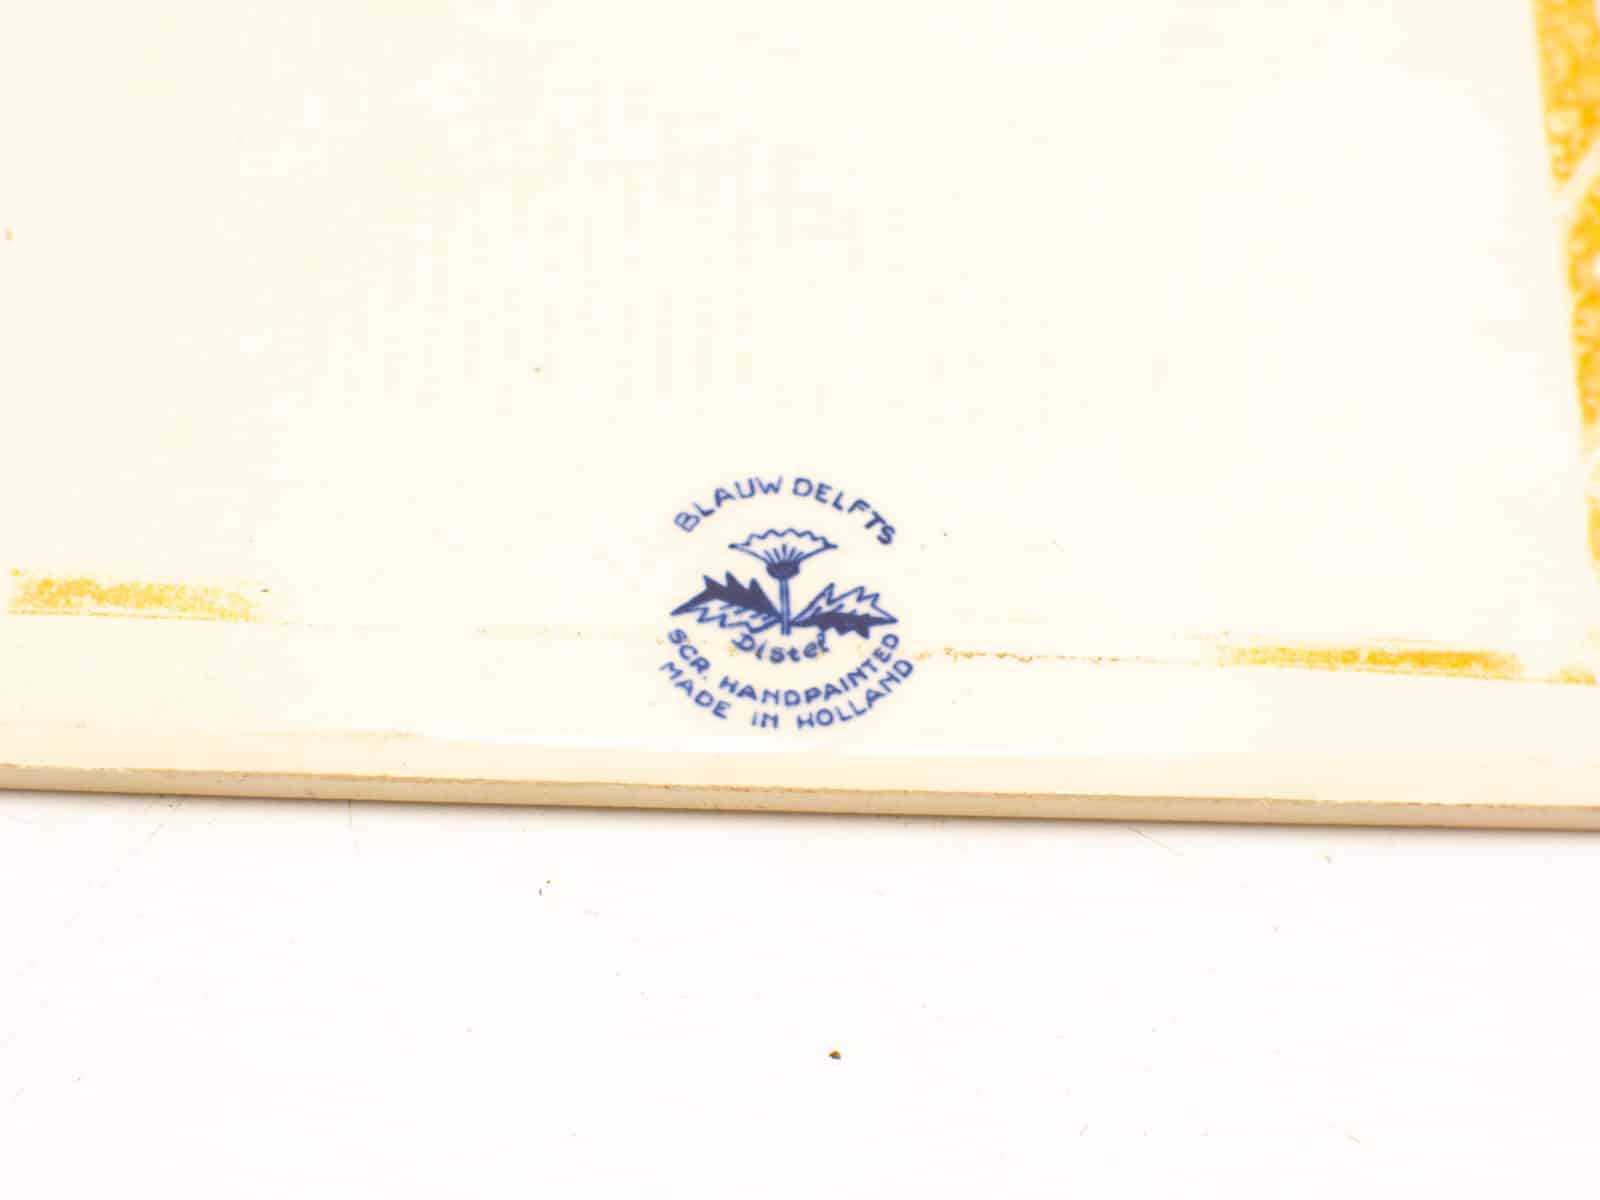 BLAUW DELFTS
Distel
SCR. HANDPAINTED
MADE IN HOLLAND